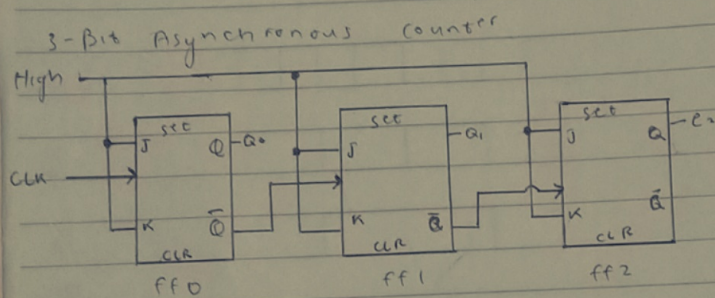 3-Bit Asynchronous counter
High
SET SET SET
J Q Q0 J Q1 J Q
CLK
K Q̅ K Q̅ K Q̅
CLR CLR CLR
ff0 ff1 ff2